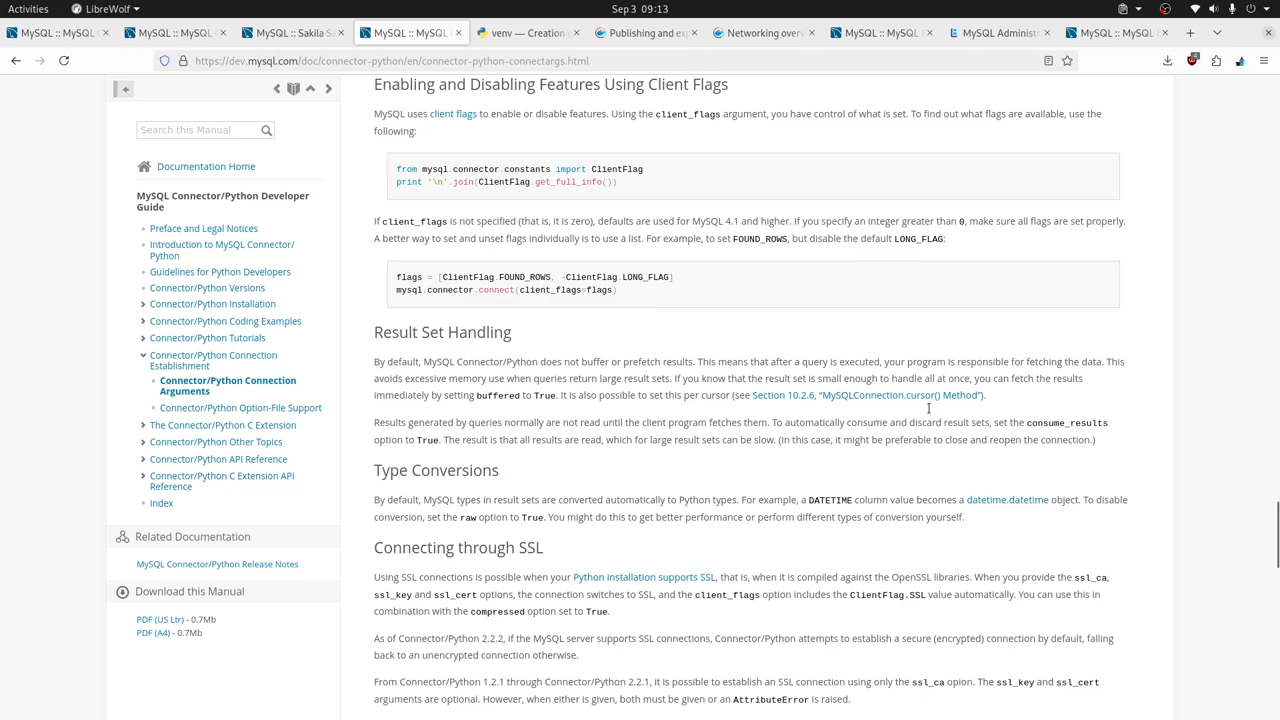 Activities
LibreWolf
Sep 3 09:13
MySQL :: MySQL C
MySQL :: MySQL C
MySQL :: Sakila Sa
MySQL :: MySQL C
venv — Creation o
Publishing and exp
Networking overv
MySQL :: MySQL A
MySQL Administra
MySQL :: MySQL P
https://dev.mysql.com/doc/connector-python/en/connector-python-connectargs.html
4
Search this Manual
Documentation Home
MySQL Connector/Python Developer
Guide
Preface and Legal Notices
Introduction to MySQL Connector/
Python
Guidelines for Python Developers
Connector/Python Versions
Connector/Python Installation
Connector/Python Coding Examples
Connector/Python Tutorials
Connector/Python Connection
Establishment
Connector/Python Connection
Arguments
Connector/Python Option-File Support
The Connector/Python C Extension
Connector/Python Other Topics
Connector/Python API Reference
Connector/Python C Extension API
Reference
Index
Related Documentation
MySQL Connector/Python Release Notes
Download this Manual
PDF (US Ltr) - 0.7Mb
PDF (A4) - 0.7Mb
Enabling and Disabling Features Using Client Flags
MySQL uses client flags to enable or disable features. Using the client_flags argument, you have control of what is set. To find out what flags are available, use the
following:
from mysql.connector.constants import ClientFlag
print '\n'.join(ClientFlag.get_full_info())
If client_flags is not specified (that is, it is zero), defaults are used for MySQL 4.1 and higher. If you specify an integer greater than 0, make sure all flags are set properly.
A better way to set and unset flags individually is to use a list. For example, to set FOUND_ROWS, but disable the default LONG_FLAG:
flags = [ClientFlag.FOUND_ROWS, -ClientFlag.LONG_FLAG]
mysql.connector.connect(client_flags=flags)
Result Set Handling
By default, MySQL Connector/Python does not buffer or prefetch results. This means that after a query is executed, your program is responsible for fetching the data. This
avoids excessive memory use when queries return large result sets. If you know that the result set is small enough to handle all at once, you can fetch the results
immediately by setting buffered to True. It is also possible to set this per cursor (see Section 10.2.6, “MySQLConnection.cursor() Method”).
Results generated by queries normally are not read until the client program fetches them. To automatically consume and discard result sets, set the consume_results
option to True. The result is that all results are read, which for large result sets can be slow. (In this case, it might be preferable to close and reopen the connection.)
Type Conversions
By default, MySQL types in result sets are converted automatically to Python types. For example, a DATETIME column value becomes a datetime.datetime object. To disable
conversion, set the raw option to True. You might do this to get better performance or perform different types of conversion yourself.
Connecting through SSL
Using SSL connections is possible when your Python installation supports SSL, that is, when it is compiled against the OpenSSL libraries. When you provide the ssl_ca,
ssl_key and ssl_cert options, the connection switches to SSL, and the client_flags option includes the ClientFlag.SSL value automatically. You can use this in
combination with the compressed option set to True.
As of Connector/Python 2.2.2, if the MySQL server supports SSL connections, Connector/Python attempts to establish a secure (encrypted) connection by default, falling
back to an unencrypted connection otherwise.
From Connector/Python 1.2.1 through Connector/Python 2.2.1, it is possible to establish an SSL connection using only the ssl_ca opion. The ssl_key and ssl_cert
arguments are optional. However, when either is given, both must be given or an AttributeError is raised.